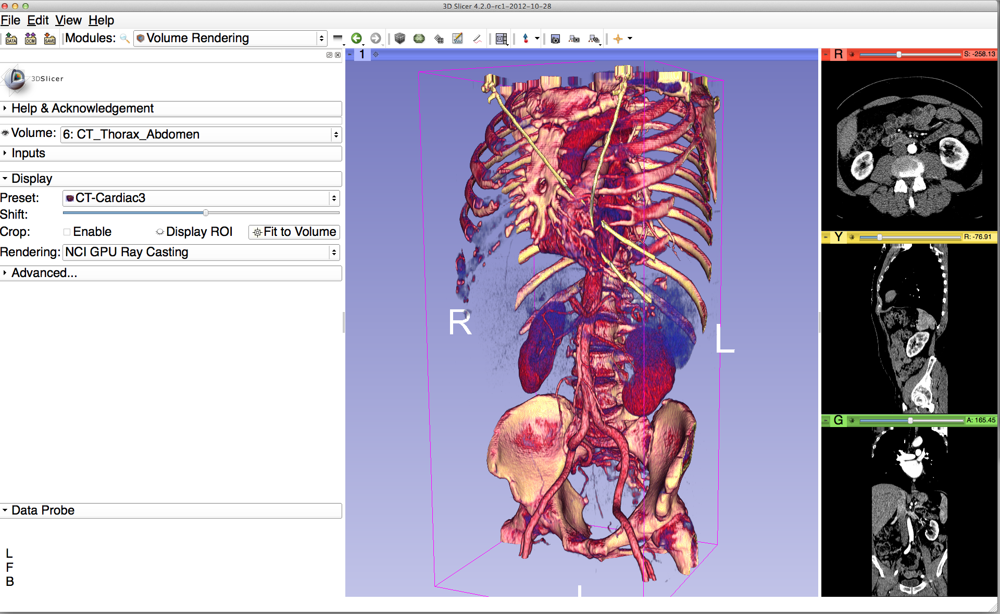 3D Slicer 4.2.0-rc1-2012-10-28
File Edit View Help
DATA DCM SAVE Modules: Volume Rendering
3DSlicer
Help & Acknowledgement
Volume: 6: CT_Thorax_Abdomen
Inputs
Display
Preset: CT-Cardiac3
Shift:
Crop: Enable Display ROI Fit to Volume
Rendering: NCI GPU Ray Casting
Advanced...
Data Probe
L
F
B
1
R
L
I
R S: -258.13
Y R: -76.91
G A: 165.45